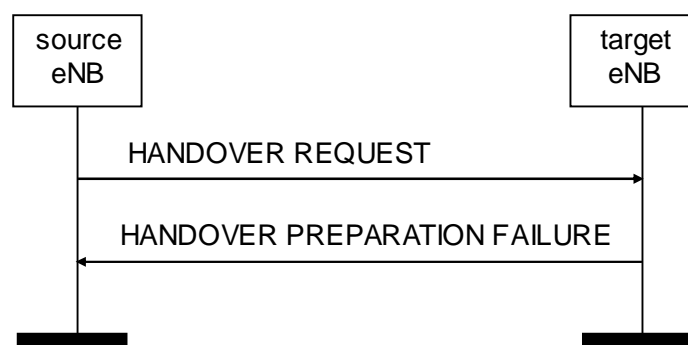 source
eNB
target
eNB
HANDOVER REQUEST
HANDOVER PREPARATION FAILURE